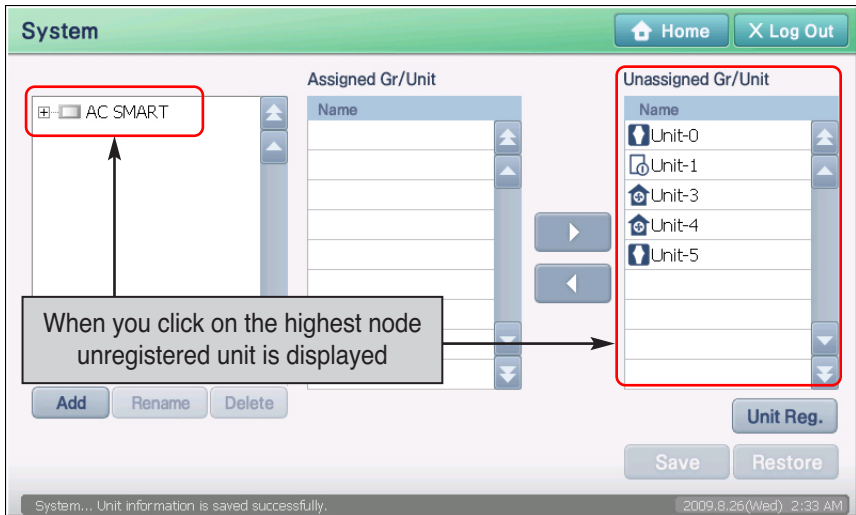 System
Home
X Log Out
Assigned Gr/Unit
Unassigned Gr/Unit
AC SMART
Name
Name
Unit-0
Unit-1
Unit-3
Unit-4
Unit-5
When you click on the highest node
unregistered unit is displayed
Add
Rename
Delete
Unit Reg.
Save
Restore
System... Unit information is saved successfully.
2009.8.26(Wed) 2:33 AM